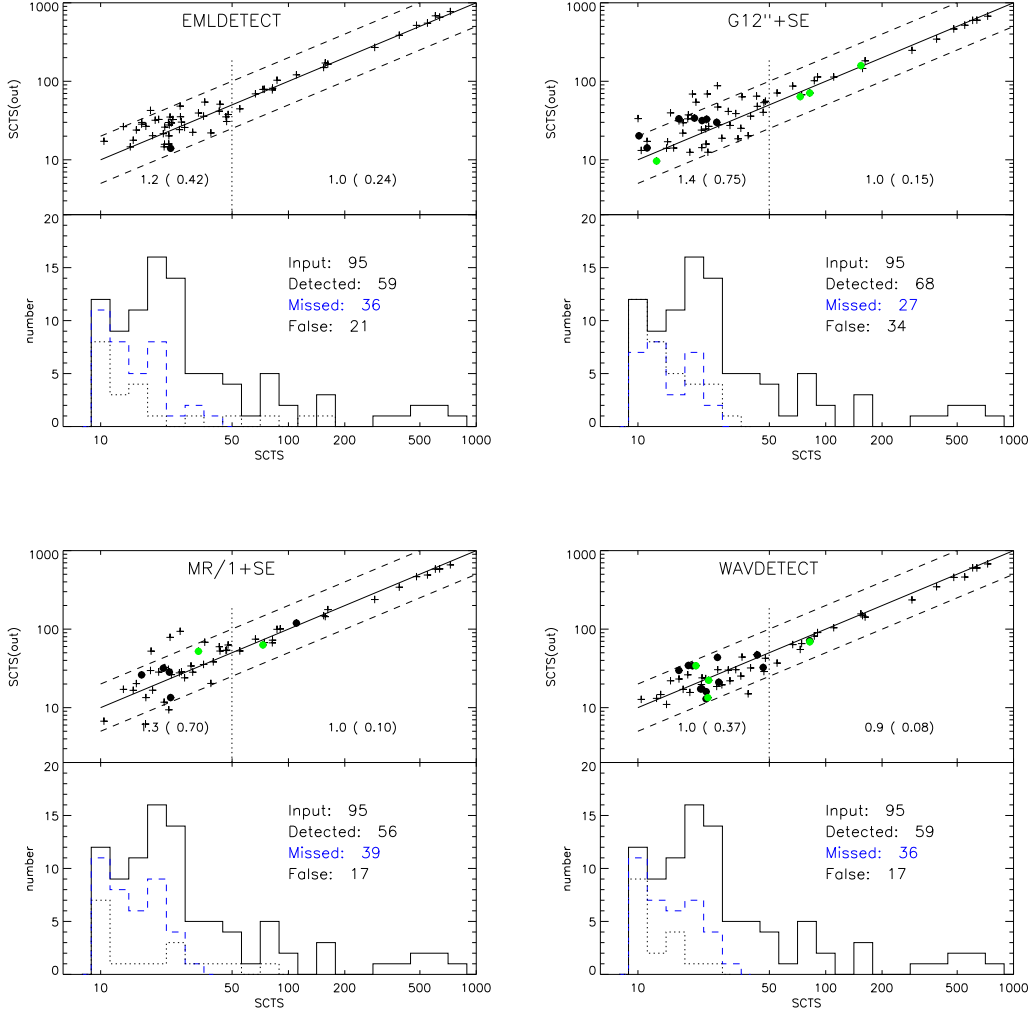 EMLDETECT
1000
100
10
SCTS(out)
1.2 ( 0.42)
1.0 ( 0.24)
20
15
10
5
0
number
Input: 95
Detected: 59
Missed: 36
False: 21
10 50 100 200 500 1000
SCTS
G12"+SE
1000
100
10
SCTS(out)
1.4 ( 0.75)
1.0 ( 0.15)
20
15
10
5
0
number
Input: 95
Detected: 68
Missed: 27
False: 34
10 50 100 200 500 1000
SCTS
MR/1+SE
1000
100
10
SCTS(out)
1.3 ( 0.70)
1.0 ( 0.10)
20
15
10
5
0
number
Input: 95
Detected: 56
Missed: 39
False: 17
10 50 100 200 500 1000
SCTS
WAVDETECT
1000
100
10
SCTS(out)
1.0 ( 0.37)
0.9 ( 0.08)
20
15
10
5
0
number
Input: 95
Detected: 59
Missed: 36
False: 17
10 50 100 200 500 1000
SCTS